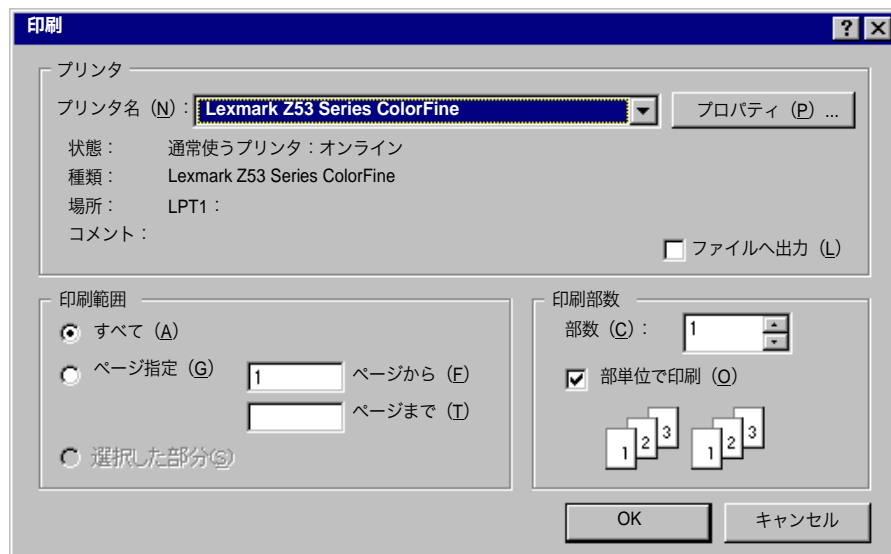 印刷
プリンタ
プリンタ名（N）：Lexmark Z53 Series ColorFine プロパティ（P）...
状態： 通常使うプリンタ：オンライン
種類： Lexmark Z53 Series ColorFine
場所： LPT1：
コメント：
ファイルへ出力（L）
印刷範囲
すべて（A）
ページ指定（G） 1 ページから（F）
ページまで（T）
選択した部分(S)
印刷部数
部数（C）： 1
部単位で印刷（O）
1 2 3 1 2 3
OK キャンセル